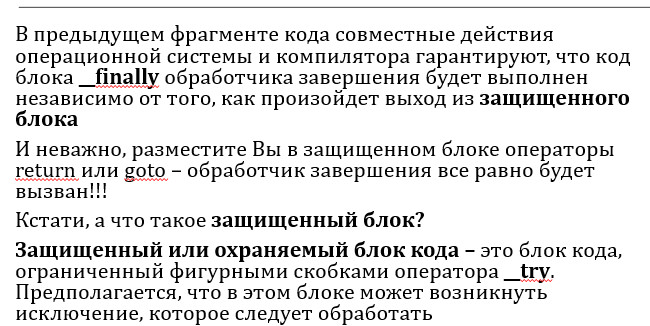 В предыдущем фрагменте кода совместные действия
операционной системы и компилятора гарантируют, что код
блока __finally обработчика завершения будет выполнен
независимо от того, как произойдет выход из защищенного
блока
И неважно, разместите Вы в защищенном блоке операторы
return или goto – обработчик завершения все равно будет
вызван!!!
Кстати, а что такое защищенный блок?
Защищенный или охраняемый блок кода – это блок кода,
ограниченный фигурными скобками оператора __try.
Предполагается, что в этом блоке может возникнуть
исключение, которое следует обработать